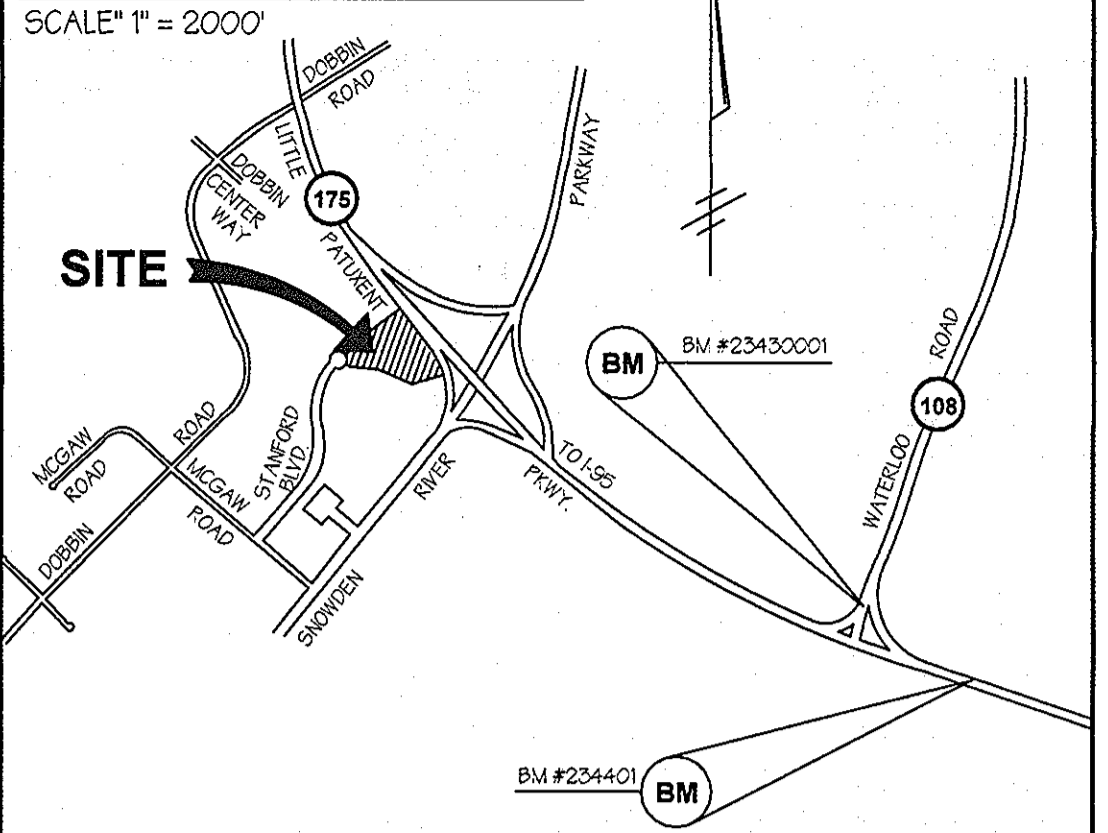 SCALE" 1" = 2000'
DOBBIN
ROAD
LITTLE
175
PATUXENT
DOBBIN
CENTER
WAY
PARKWAY
SITE
BM
BM #23430001
ROAD
108
WATERLOO
STANFORD
BLVD.
MCGAW
ROAD
ROAD
MCGAW
ROAD
DOBBIN
RIVER
SNOWDEN
PKWY.
TO I-95
BM #234401
BM